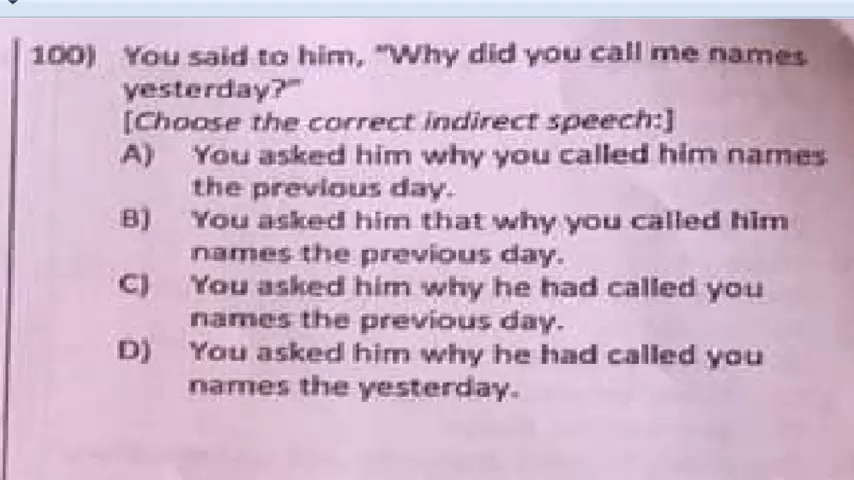 100) You said to him, "Why did you call me names
yesterday?"
[Choose the correct indirect speech:]
A) You asked him why you called him names
the previous day.
B) You asked him that why you called him
names the previous day.
C) You asked him why he had called you
names the previous day.
D) You asked him why he had called you
names the yesterday.